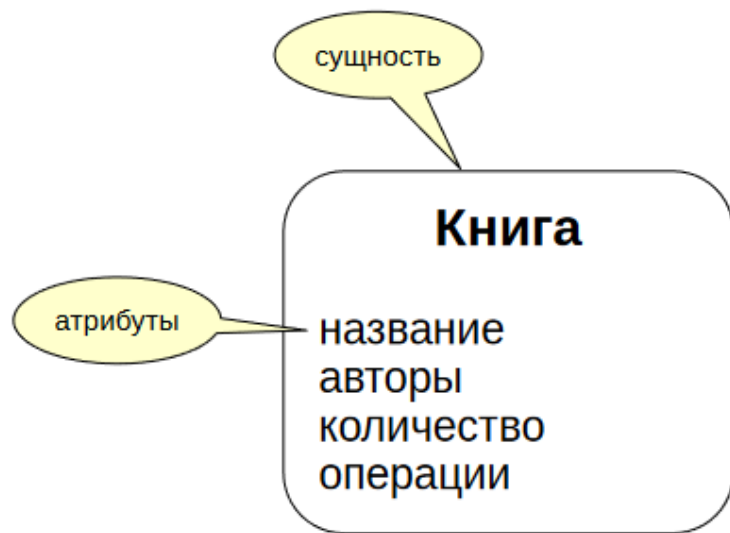 сущность
Книга
атрибуты
название
авторы
количество
операции